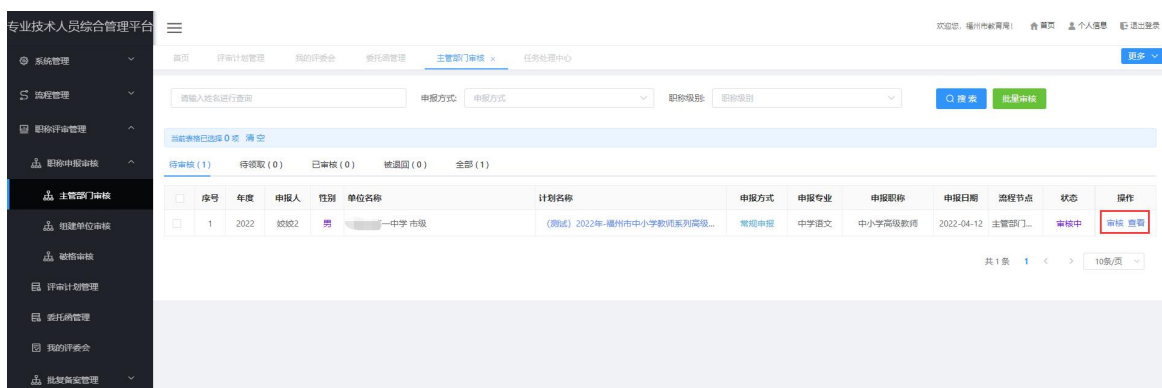 专业技术人员综合管理平台
欢迎您，福州市教育局！ 首页 个人信息 退出登录
系统管理
首页 评审计划管理 我的评委会 委托函管理 主管部门审核 × 任务处理中心 更多
流程管理
请输入姓名进行查询 申报方式: 申报方式 职称级别: 职称级别 搜索 批量审核
职称评审管理
当前表格已选择 0 项 清空
职称申报审核
待审核 ( 1 ) 待领取 ( 0 ) 已审核 ( 0 ) 被退回 ( 0 ) 全部 ( 1 )
主管部门审核
序号 年度 申报人 性别 单位名称 计划名称 申报方式 申报专业 申报职称 申报日期 流程节点 状态 操作
1 2022 姣姣2 男 一中学 市级 (测试) 2022年-福州市中小学教师系列高级... 常规申报 中学语文 中小学高级教师 2022-04-12 主管部门... 审核中 审核 查看
组建单位审核
破格审核
共 1 条 1 < > 10条/页
评审计划管理
委托函管理
我的评委会
批复备案管理